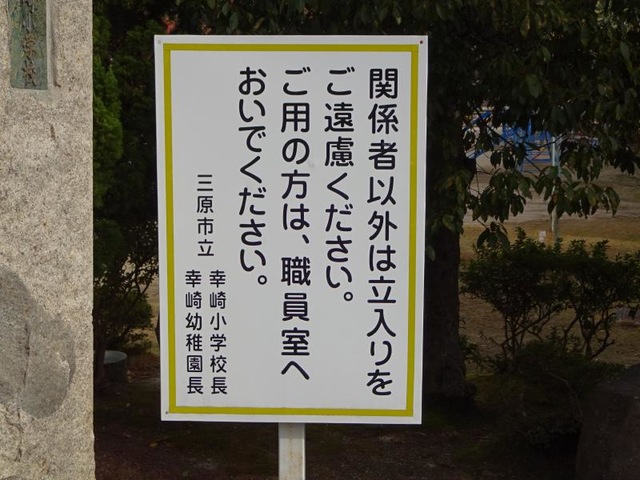 関係者以外は立入りを
ご遠慮ください。
ご用の方は、職員室へ
おいでください。
三原市立
幸崎小学校長
幸崎幼稚園長